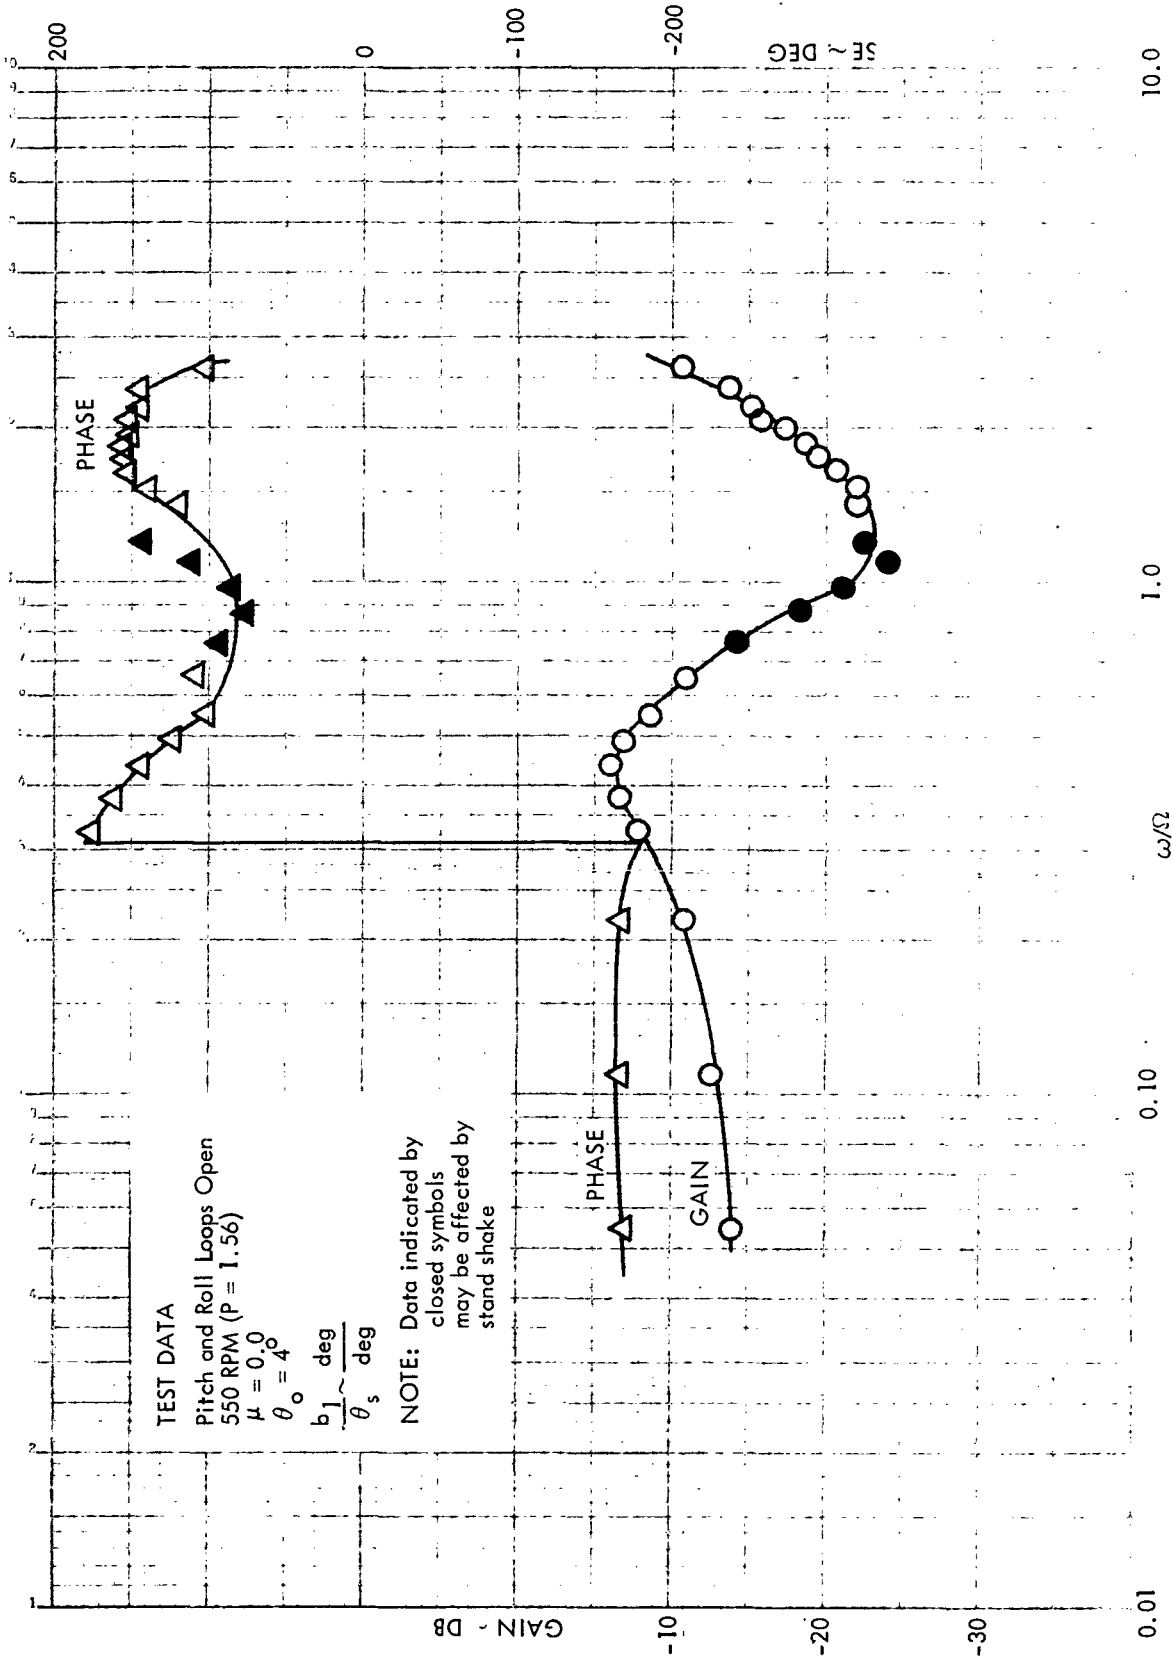 TEST DATA
Pitch and Roll Loops Open
550 RPM (P = 1.56)
μ = 0.0
θo = 4°
b1/θs ~ deg/deg
NOTE: Data indicated by
closed symbols
may be affected by
stand shake
PHASE
PHASE
GAIN
GAIN ~ DB
-10
-20
-30
200
0
-100
-200
SE ~ DEG
0.01
0.10
1.0
10.0
ω/Ω